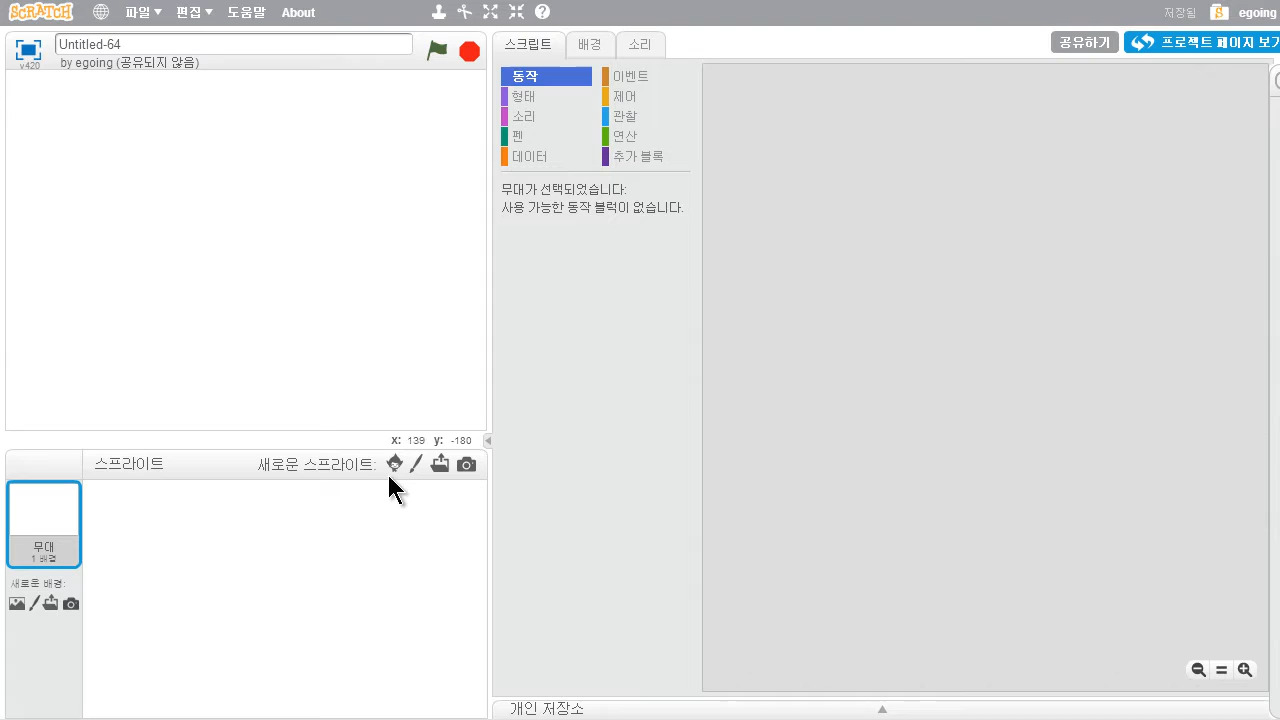 SCRATCH 파일 편집 도움말 About 저장됨 egoing
Untitled-64
v420 by egoing (공유되지 않음)
스크립트 배경 소리 공유하기 프로젝트 페이지 보기
동작 이벤트
형태 제어
소리 관찰
펜 연산
데이터 추가 블록
무대가 선택되었습니다:
사용 가능한 동작 블럭이 없습니다.
x: 139 y: -180
스프라이트 새로운 스프라이트:
무대
1 배경
새로운 배경:
개인 저장소